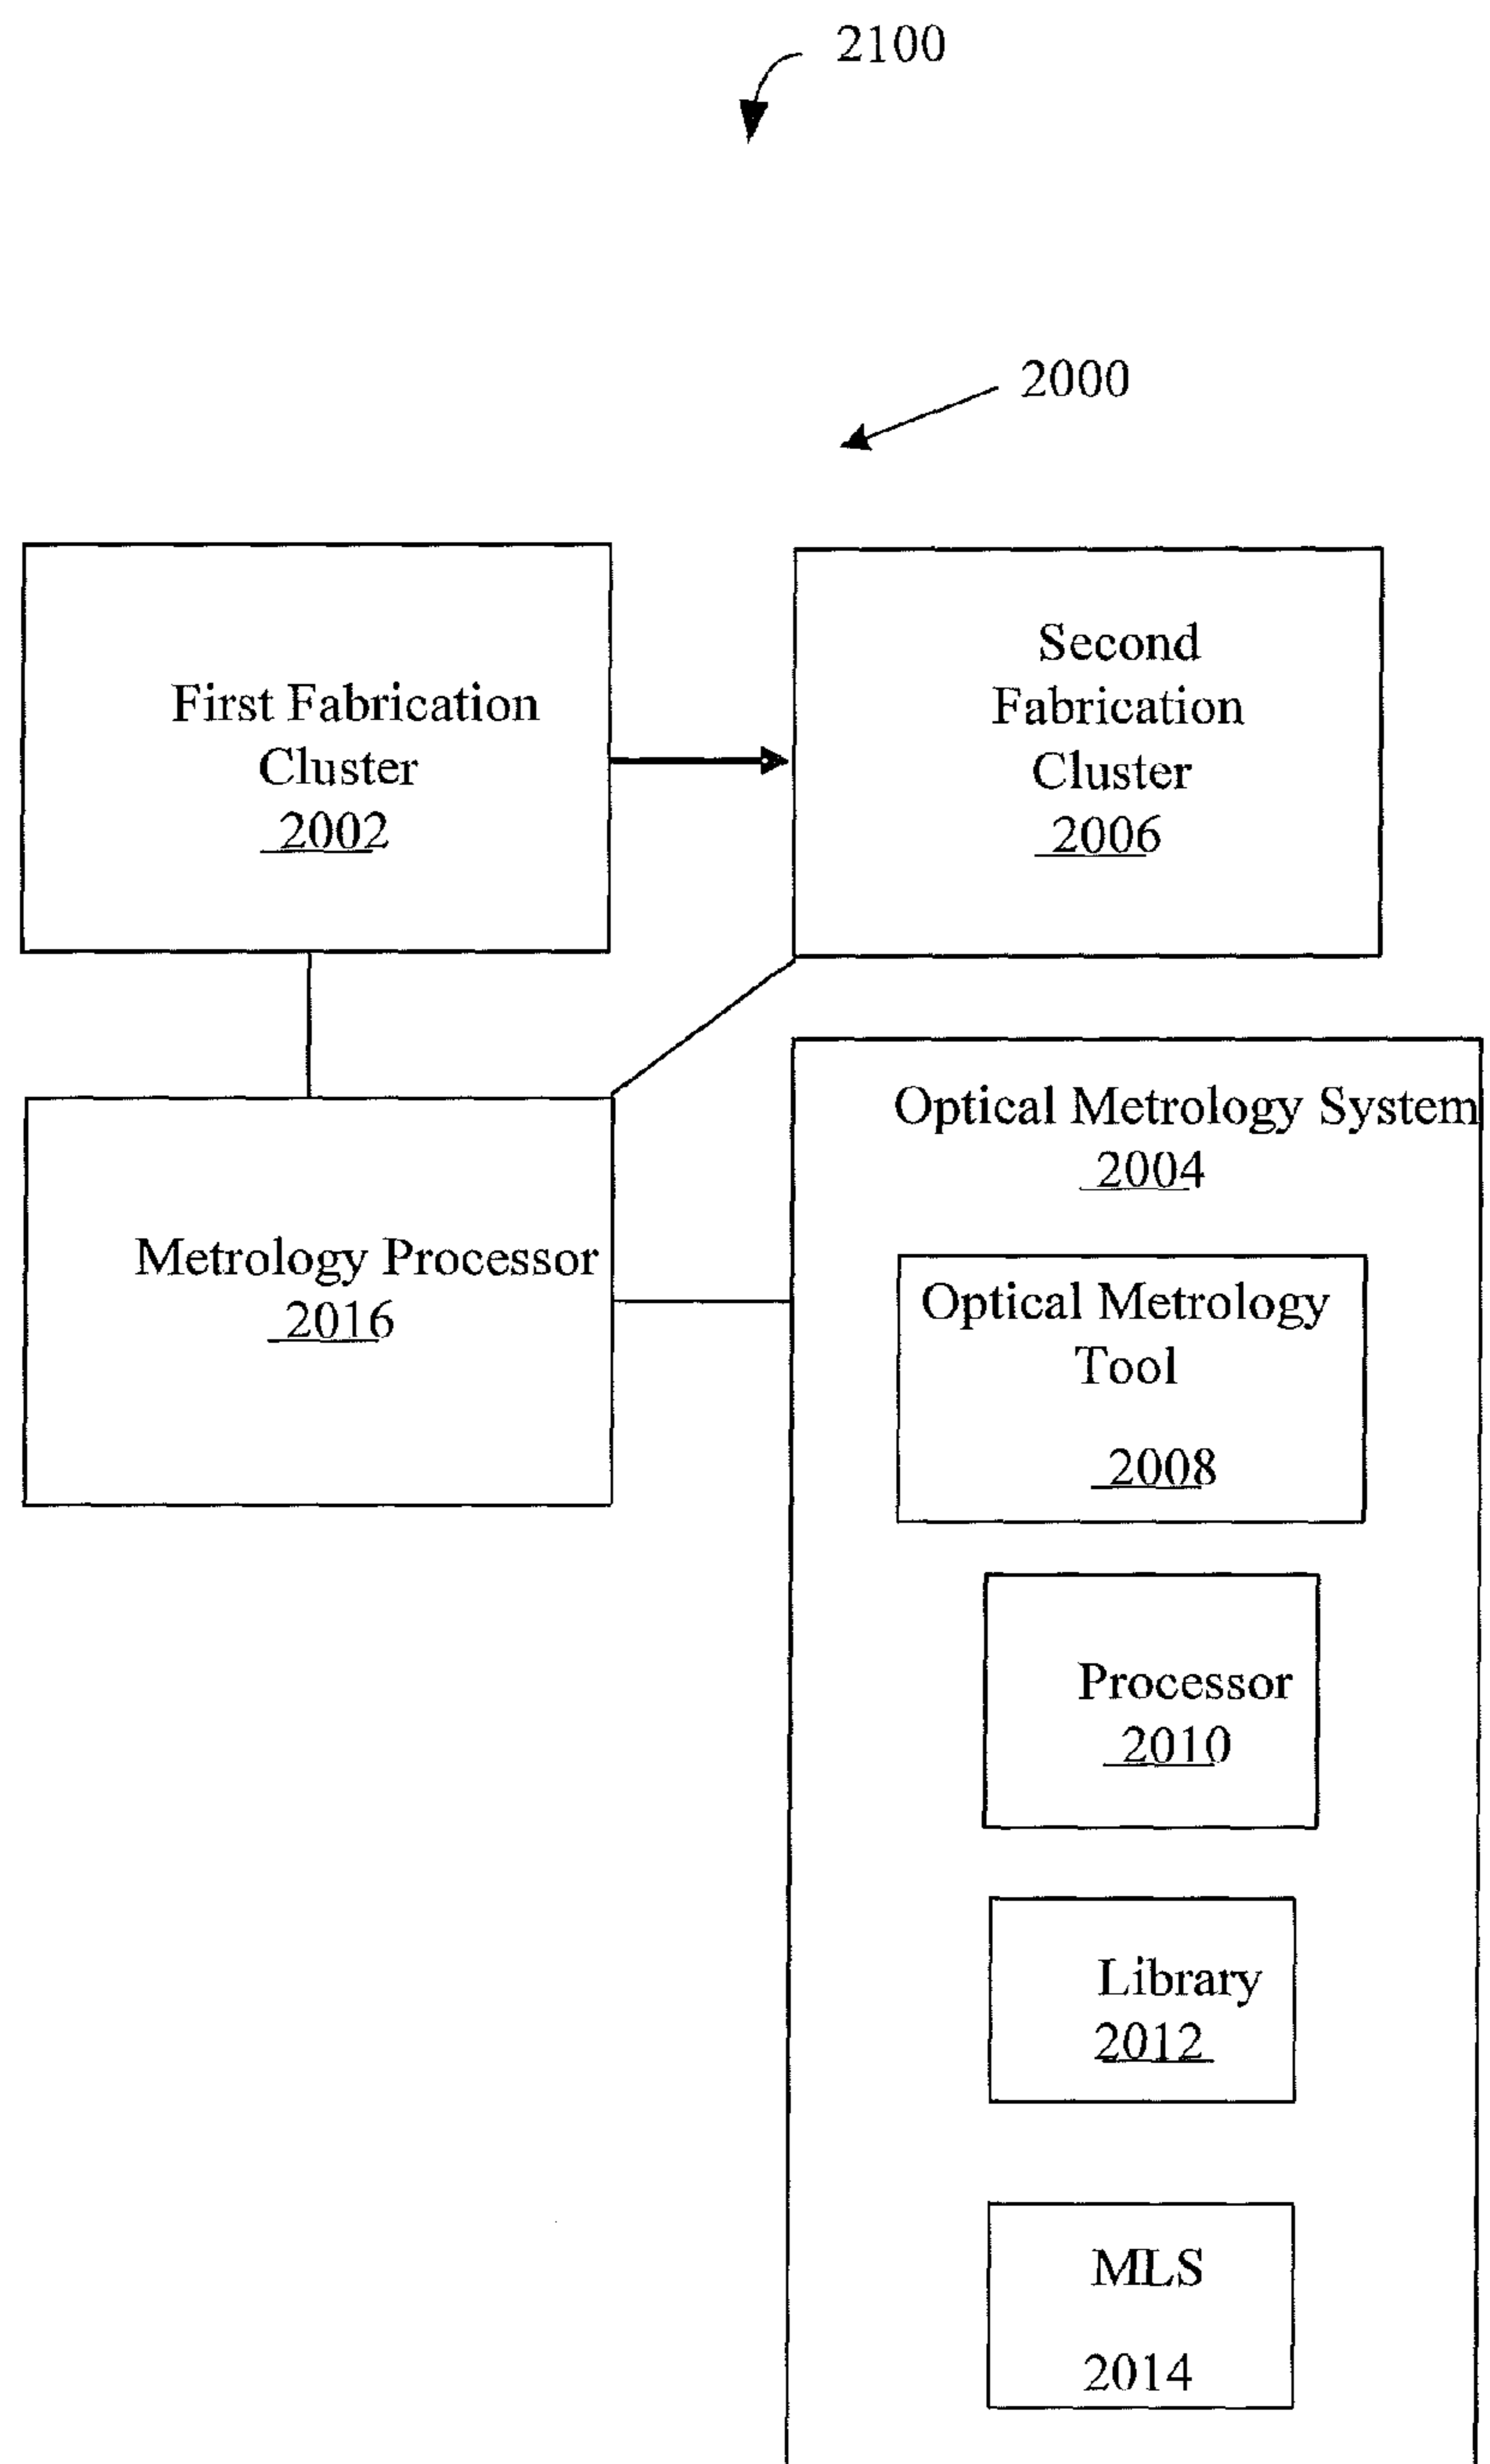 2100
2000
First Fabrication
Cluster
2002
Second
Fabrication
Cluster
2006
Optical Metrology System
2004
Metrology Processor
2016
Optical Metrology
Tool
2008
Processor
2010
Library
2012
MLS
2014